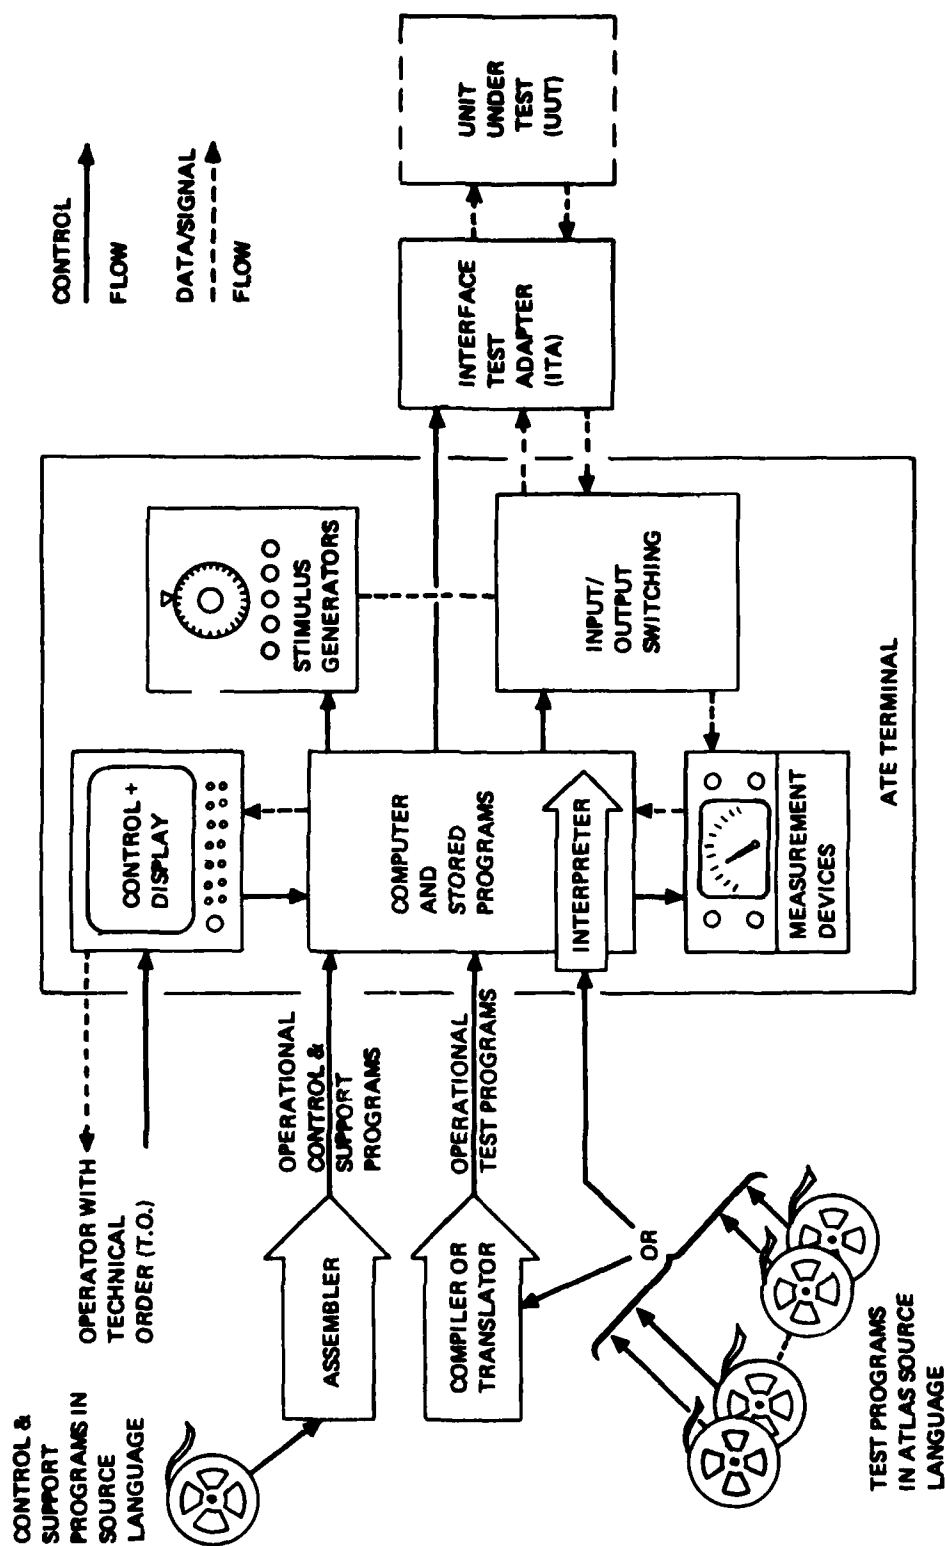 CONTROL &
SUPPORT
PROGRAMS IN
SOURCE
LANGUAGE
OPERATOR WITH
TECHNICAL
ORDER (T.O.)
CONTROL +
DISPLAY
CONTROL
FLOW
DATA/SIGNAL
FLOW
ASSEMBLER
OPERATIONAL
CONTROL &
SUPPORT
PROGRAMS
COMPILER OR
TRANSLATOR
OPERATIONAL
TEST PROGRAMS
OR
TEST PROGRAMS
IN ATLAS SOURCE
LANGUAGE
COMPUTER
AND
STORED
PROGRAMS
INTERPRETER
STIMULUS
GENERATORS
INPUT/
OUTPUT
SWITCHING
MEASUREMENT
DEVICES
ATE TERMINAL
INTERFACE
TEST
ADAPTER
(ITA)
UNIT
UNDER
TEST
(UUT)